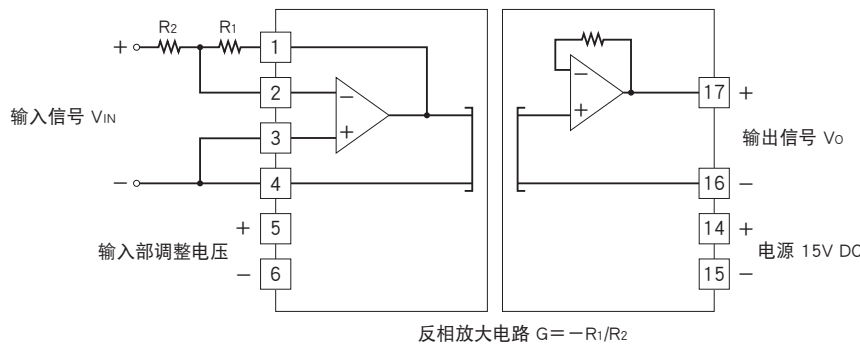 R2 R1
+ 1
2 −
3 +
− 4
+ 5
− 6
输入信号 VIN
输入部调整电压
−
+
17 +
16 −
14 +
15 −
输出信号 VO
电源 15V DC
反相放大电路 G＝－R1/R2